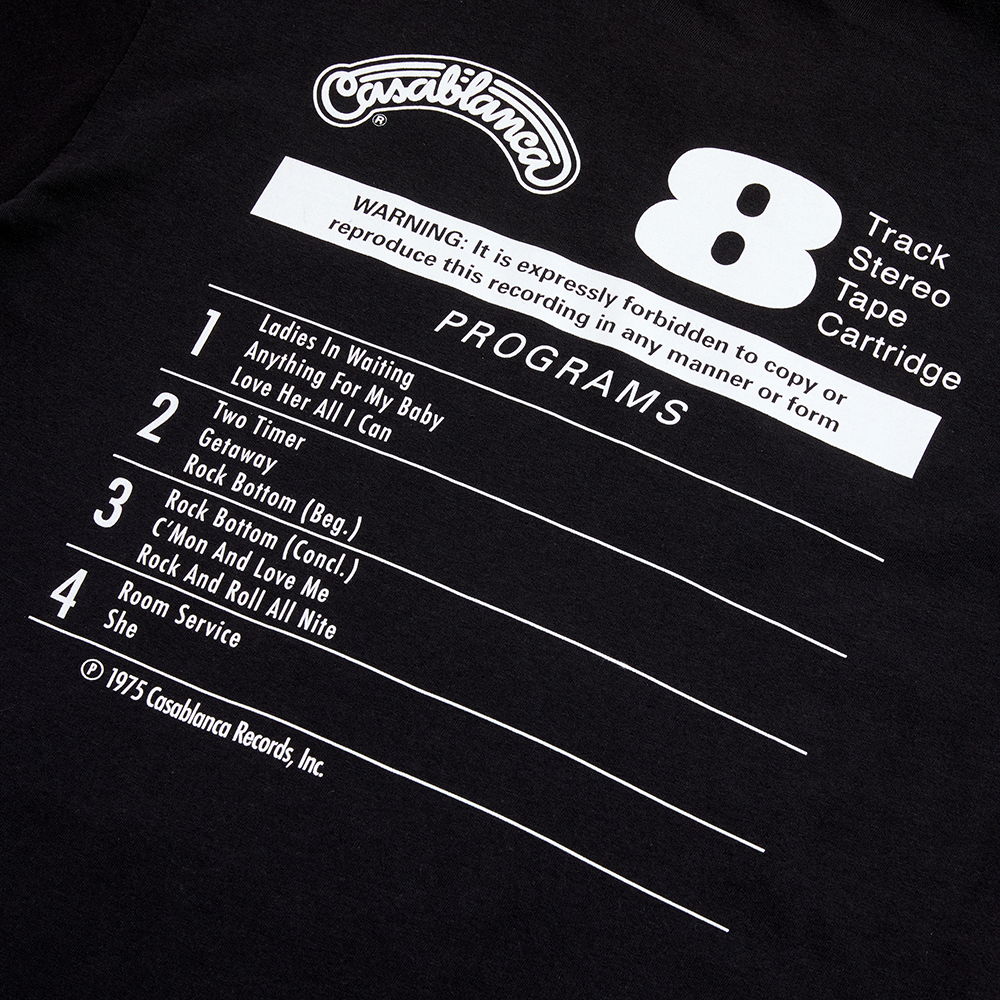 Casablanca
®
8
Track
Stereo
Tape
Cartridge
WARNING: It is expressly forbidden to copy or
reproduce this recording in any manner or form
PROGRAMS
1
Ladies In Waiting
Anything For My Baby
Love Her All I Can
2
Two Timer
Getaway
Rock Bottom (Beg.)
3
Rock Bottom (Concl.)
C'Mon And Love Me
Rock And Roll All Nite
4
Room Service
She
℗ 1975 Casablanca Records, Inc.